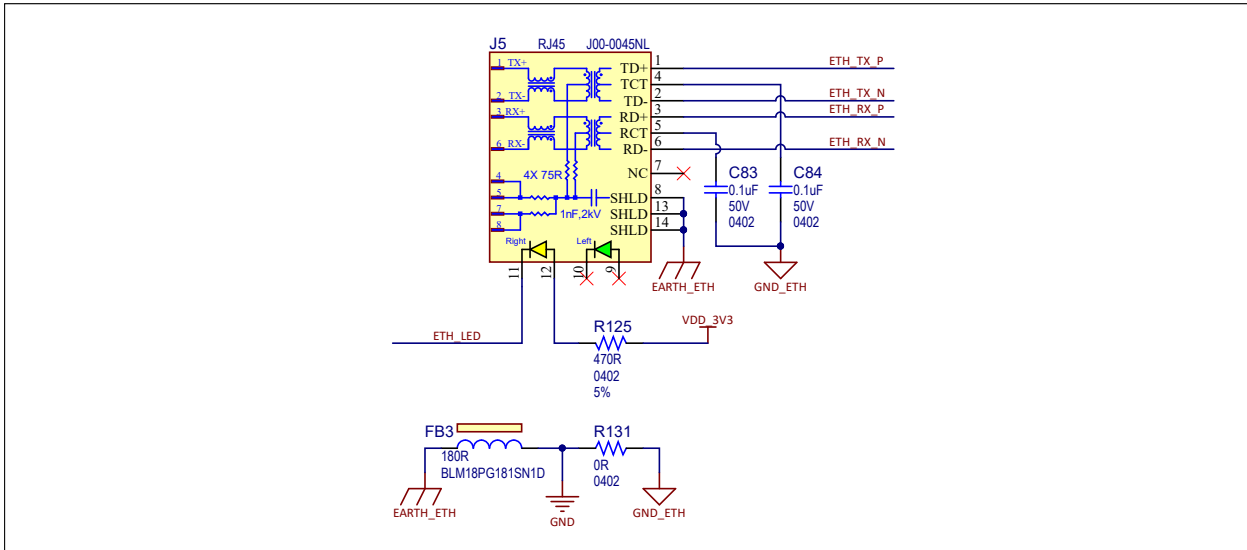 J5 RJ45 J00-0045NL
1 TX+ TD+ 1 ETH_TX_P
TCT 4
2 TX- TD- 2 ETH_TX_N
3 RX+ RD+ 3 ETH_RX_P
RCT 5
6 RX- RD- 6 ETH_RX_N
4X 75R NC 7
4
5 SHLD 8
7 1nF,2kV SHLD 13
8 SHLD 14
C83
0.1uF
50V
0402
C84
0.1uF
50V
0402
Right Left
11 12 10 9
EARTH_ETH
GND_ETH
ETH_LED
R125
470R
0402
5%
VDD_3V3
FB3
180R
BLM18PG181SN1D
R131
0R
0402
EARTH_ETH
GND
GND_ETH